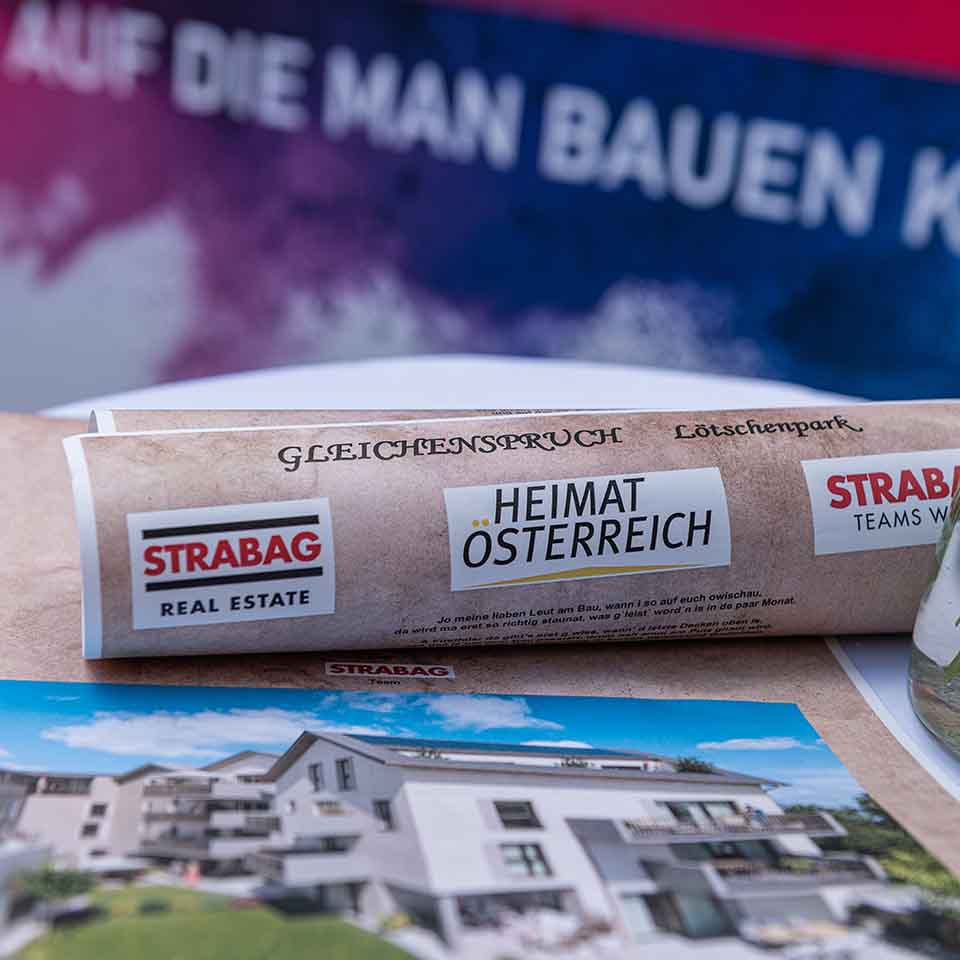 AUF DIE MAN BAUEN K
GLEICHENSPRUCH Lötschenpark
STRABAG
REAL ESTATE
HEIMAT
ÖSTERREICH
STRABA
TEAMS W
Jo meine lieben Leut am Bau, wann i so auf euch owischau,
da wird ma erst so richtig staunat, was g´leist´ word´n is in de paar Monat.
STRABAG
Team